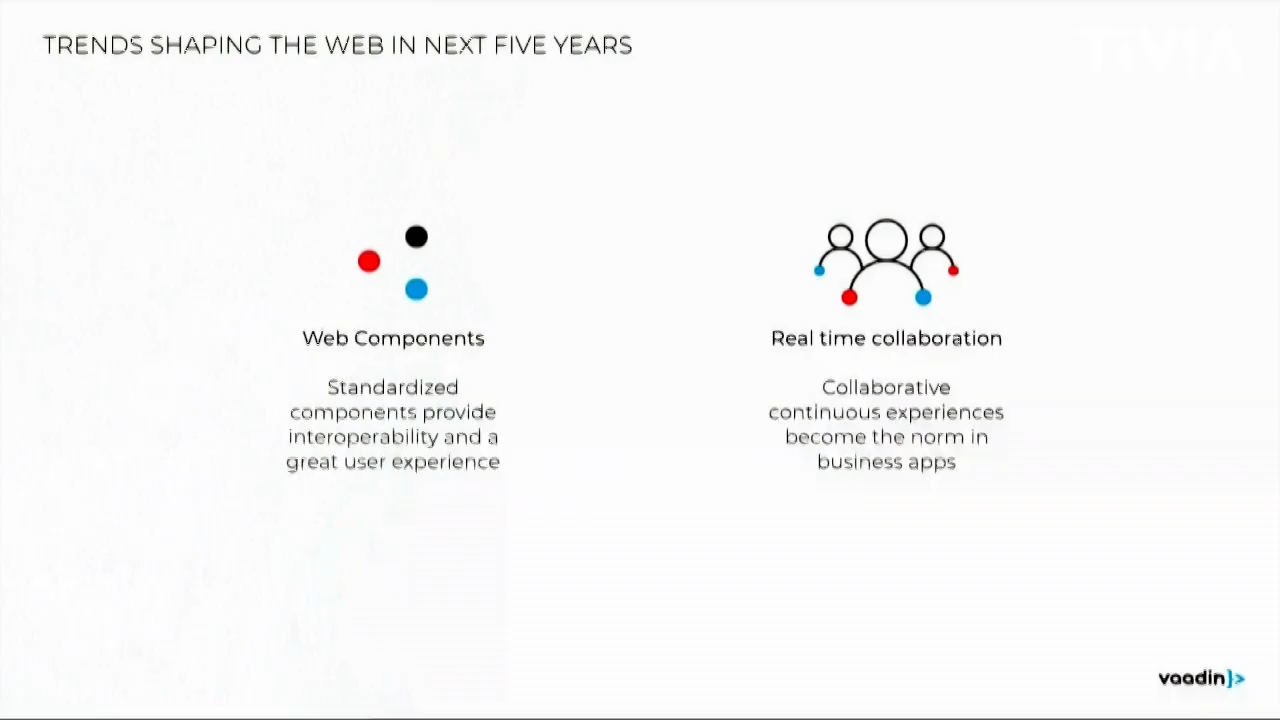 TRENDS SHAPING THE WEB IN NEXT FIVE YEARS
TiVIA
Web Components
Standardized
components provide
interoperability and a
great user experience
Real time collaboration
Collaborative
continuous experiences
become the norm in
business apps
vaadin}>